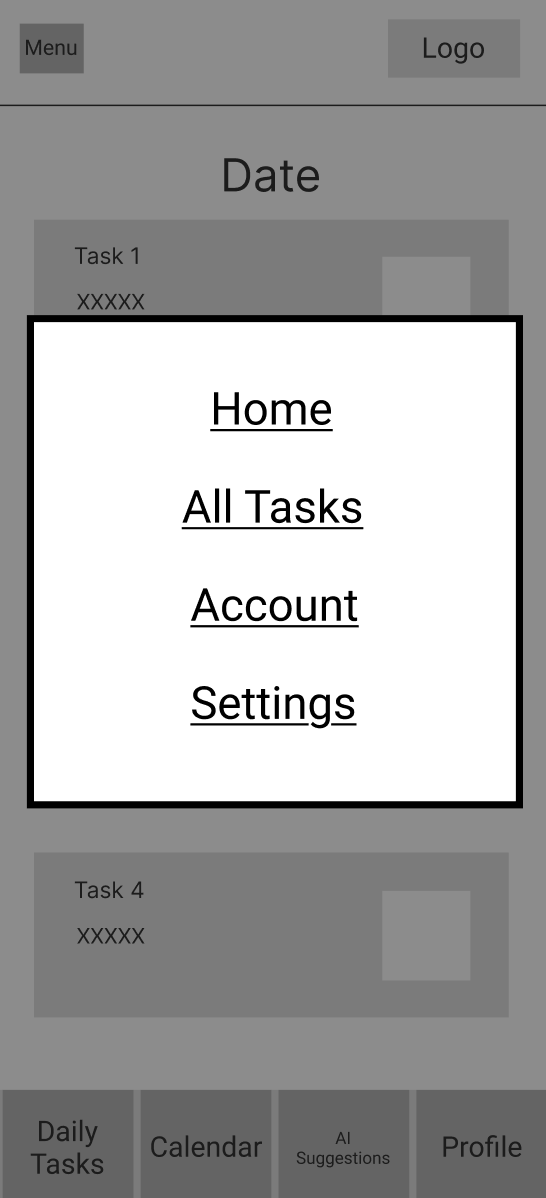 Menu
Logo
Date
Task 1
XXXXX
Home
All Tasks
Account
Settings
Task 4
XXXXX
Daily
Tasks
Calendar
AI
Suggestions
Profile